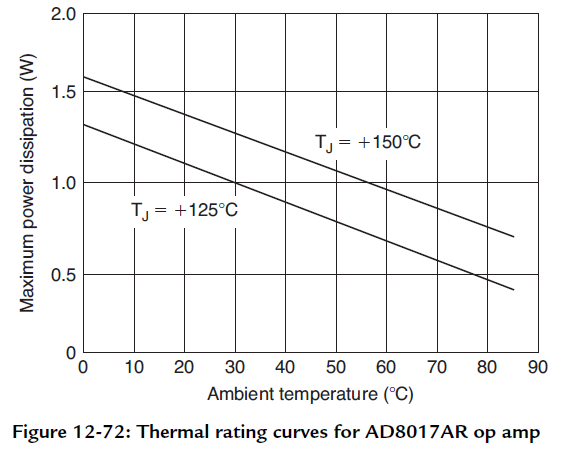 Maximum power dissipation (W)
2.0
1.5
1.0
0.5
0
TJ = +150°C
TJ = +125°C
0 10 20 30 40 50 60 70 80 90
Ambient temperature (°C)
Figure 12-72: Thermal rating curves for AD8017AR op amp